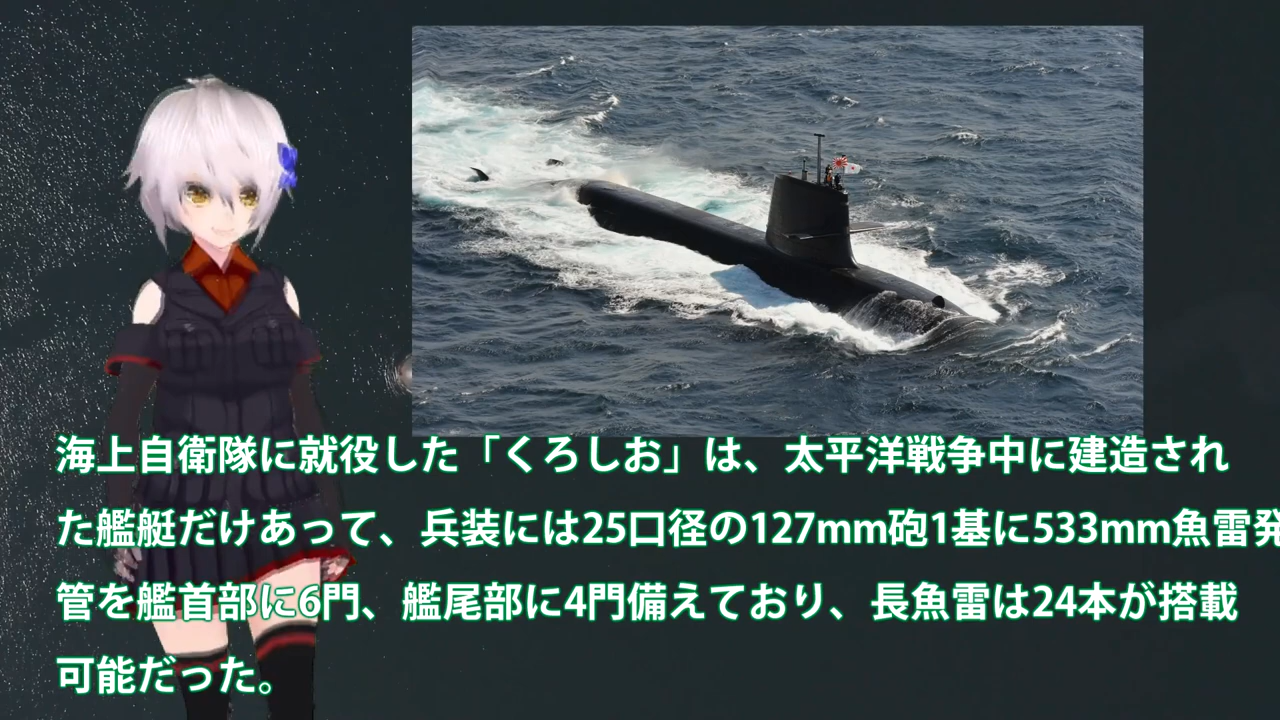 海上自衛隊に就役した「くろしお」は、太平洋戦争中に建造され
た艦艇だけあって、兵装には25口径の127mm砲1基に533mm魚雷発
管を艦首部に6門、艦尾部に4門備えており、長魚雷は24本が搭載
可能だった。